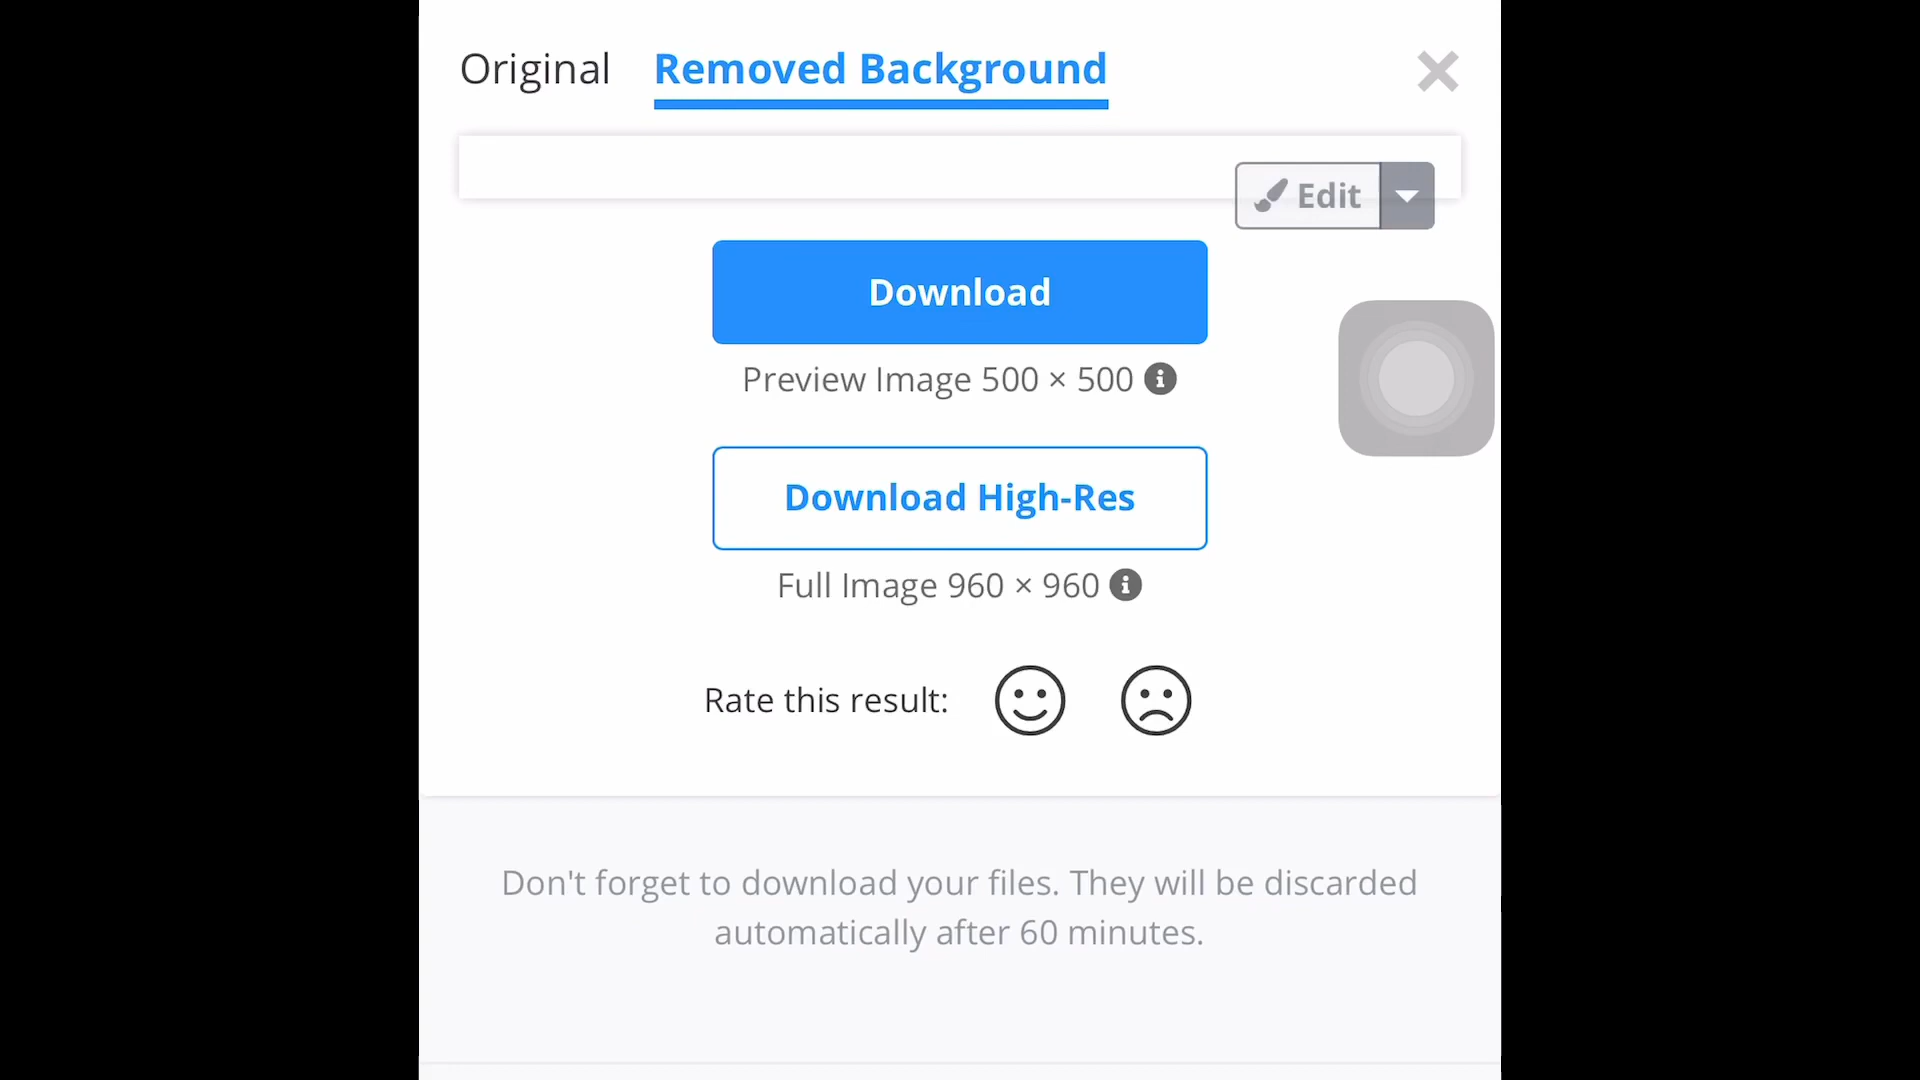 Original Removed Background
Edit
Download
Preview Image 500 × 500
Download High-Res
Full Image 960 × 960
Rate this result:
Don't forget to download your files. They will be discarded
automatically after 60 minutes.